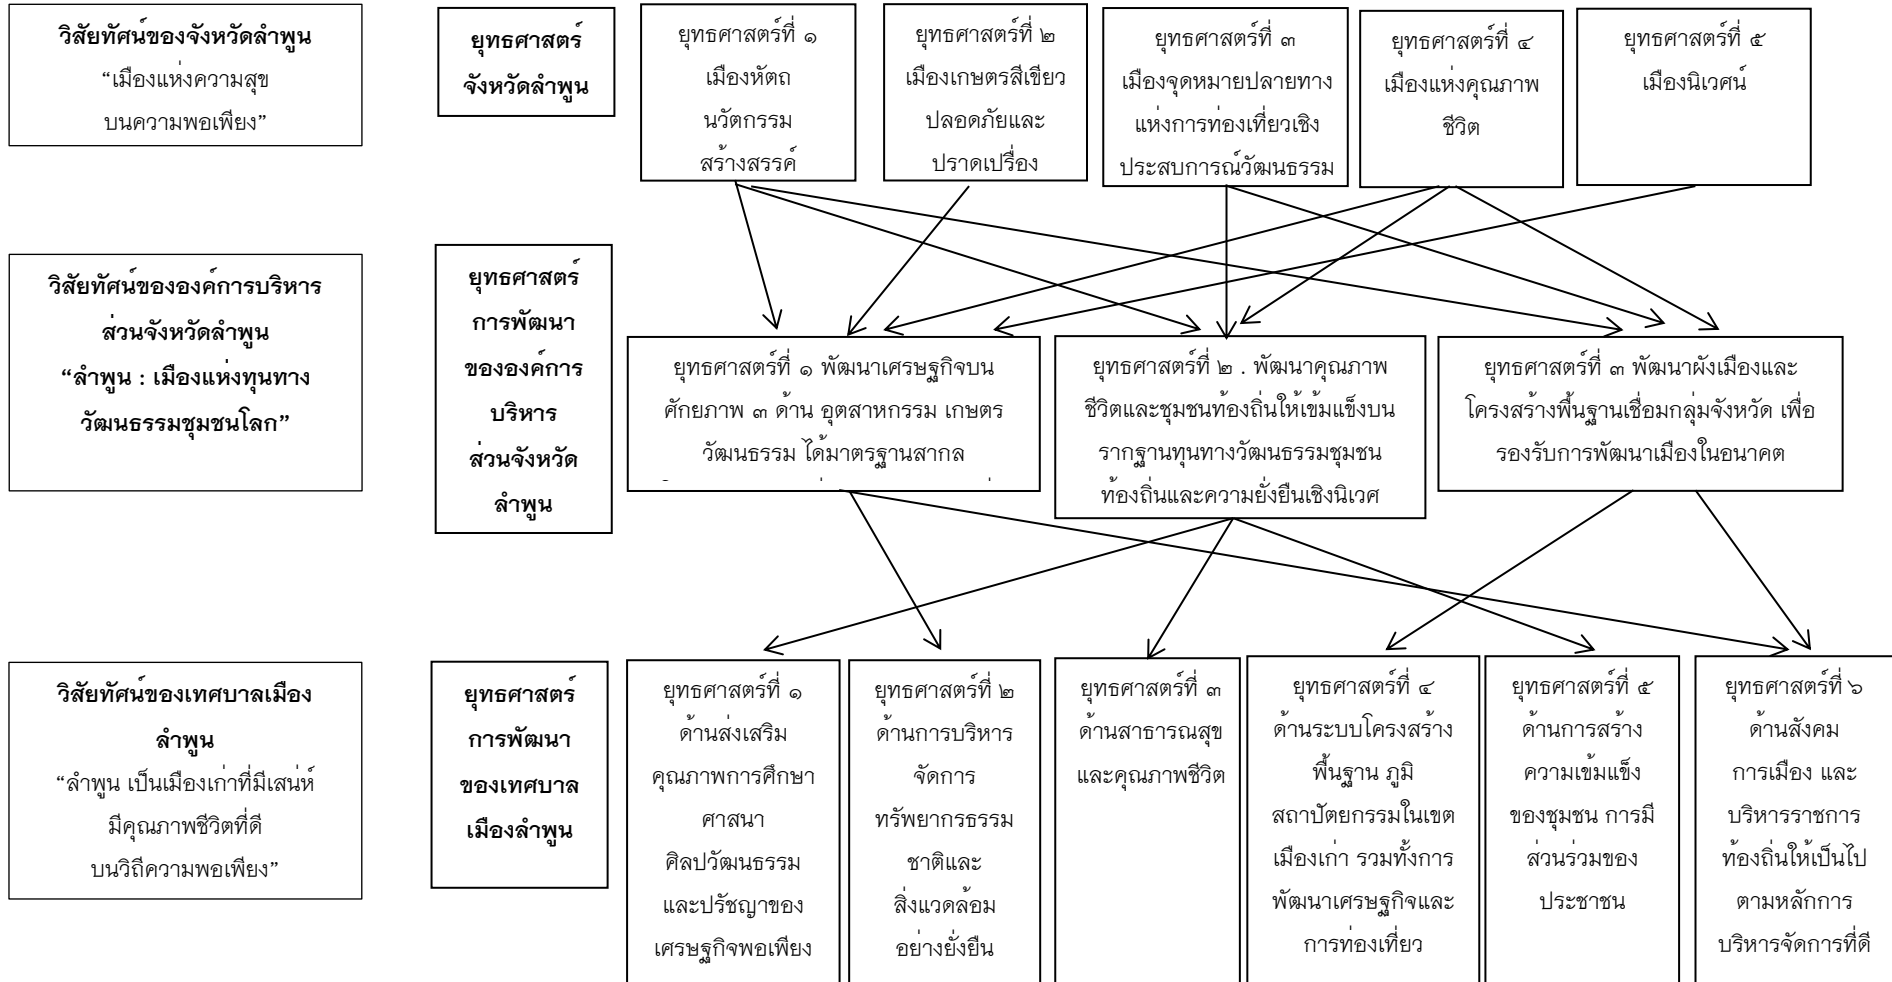 วิสัยทัศน์ของจังหวัดลำพูน
“เมืองแห่งความสุข
บนความพอเพียง”
ยุทธศาสตร์
จังหวัดลำพูน
ยุทธศาสตร์ที่ ๑
เมืองหัตถ
นวัตกรรม
สร้างสรรค์
ยุทธศาสตร์ที่ ๒
เมืองเกษตรสีเขียว
ปลอดภัยและ
ปราดเปรื่อง
ยุทธศาสตร์ที่ ๓
เมืองจุดหมายปลายทาง
แห่งการท่องเที่ยวเชิง
ประสบการณ์วัฒนธรรม
ยุทธศาสตร์ที่ ๔
เมืองแห่งคุณภาพ
ชีวิต
ยุทธศาสตร์ที่ ๕
เมืองนิเวศน์
วิสัยทัศน์ขององค์การบริหาร
ส่วนจังหวัดลำพูน
“ลำพูน : เมืองแห่งทุนทาง
วัฒนธรรมชุมชนโลก”
ยุทธศาสตร์
การพัฒนา
ขององค์การ
บริหาร
ส่วนจังหวัด
ลำพูน
ยุทธศาสตร์ที่ ๑ พัฒนาเศรษฐกิจบน
ศักยภาพ ๓ ด้าน อุตสาหกรรม เกษตร
วัฒนธรรม ได้มาตรฐานสากล
ยุทธศาสตร์ที่ ๒ . พัฒนาคุณภาพ
ชีวิตและชุมชนท้องถิ่นให้เข้มแข็งบน
รากฐานทุนทางวัฒนธรรมชุมชน
ท้องถิ่นและความยั่งยืนเชิงนิเวศ
ยุทธศาสตร์ที่ ๓ พัฒนาผังเมืองและ
โครงสร้างพื้นฐานเชื่อมกลุ่มจังหวัด เพื่อ
รองรับการพัฒนาเมืองในอนาคต
วิสัยทัศน์ของเทศบาลเมือง
ลำพูน
“ลำพูน เป็นเมืองเก่าที่มีเสน่ห์
มีคุณภาพชีวิตที่ดี
บนวิถีความพอเพียง”
ยุทธศาสตร์
การพัฒนา
ของเทศบาล
เมืองลำพูน
ยุทธศาสตร์ที่ ๑
ด้านส่งเสริม
คุณภาพการศึกษา
ศาสนา
ศิลปวัฒนธรรม
และปรัชญาของ
เศรษฐกิจพอเพียง
ยุทธศาสตร์ที่ ๒
ด้านการบริหาร
จัดการ
ทรัพยากรธรรม
ชาติและ
สิ่งแวดล้อม
อย่างยั่งยืน
ยุทธศาสตร์ที่ ๓
ด้านสาธารณสุข
และคุณภาพชีวิต
ยุทธศาสตร์ที่ ๔
ด้านระบบโครงสร้าง
พื้นฐาน ภูมิ
สถาปัตยกรรมในเขต
เมืองเก่า รวมทั้งการ
พัฒนาเศรษฐกิจและ
การท่องเที่ยว
ยุทธศาสตร์ที่ ๕
ด้านการสร้าง
ความเข้มแข็ง
ของชุมชน การมี
ส่วนร่วมของ
ประชาชน
ยุทธศาสตร์ที่ ๖
ด้านสังคม
การเมือง และ
บริหารราชการ
ท้องถิ่นให้เป็นไป
ตามหลักการ
บริหารจัดการที่ดี